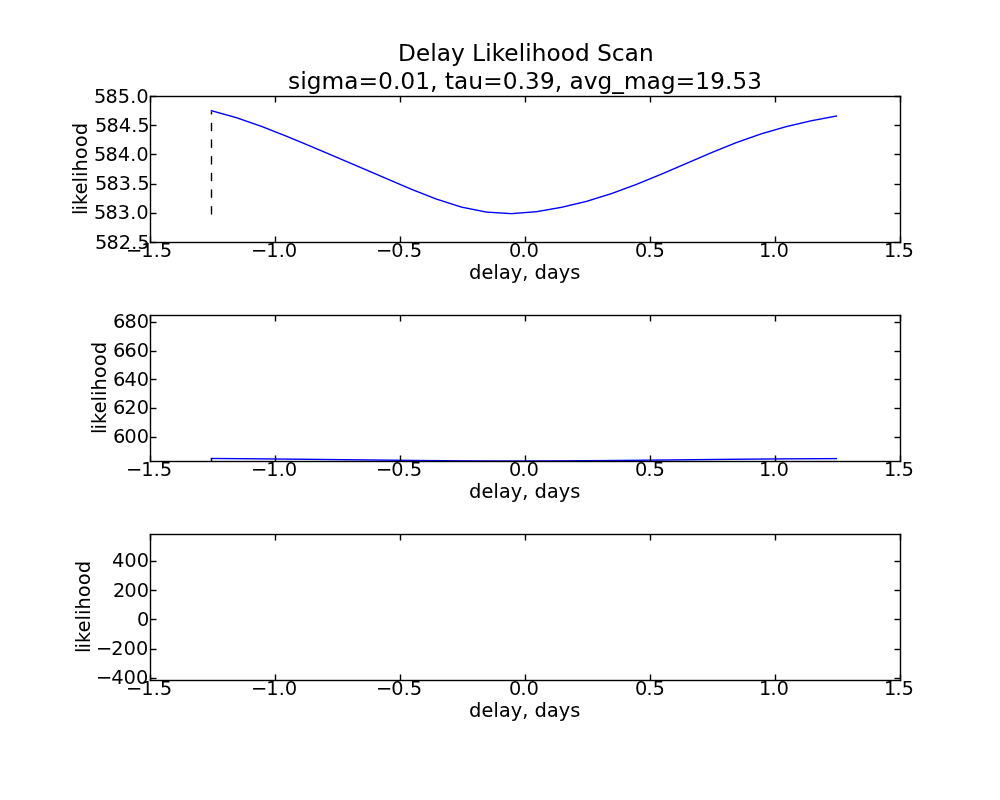 Delay Likelihood Scan
sigma=0.01, tau=0.39, avg_mag=19.53
585.0
584.5
584.0
583.5
583.0
582.5
likelihood
−1.5 −1.0 −0.5 0.0 0.5 1.0 1.5
delay, days
680
660
640
620
600
likelihood
−1.5 −1.0 −0.5 0.0 0.5 1.0 1.5
delay, days
400
200
0
−200
−400
likelihood
−1.5 −1.0 −0.5 0.0 0.5 1.0 1.5
delay, days